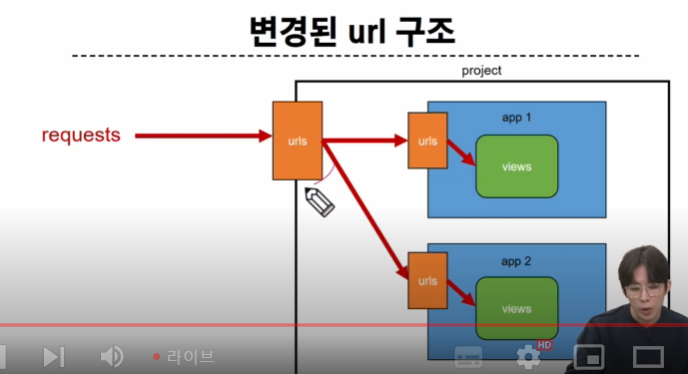 변경된 url 구조
project
requests
urls
urls
app 1
views
app 2
urls
views
라이브
HD